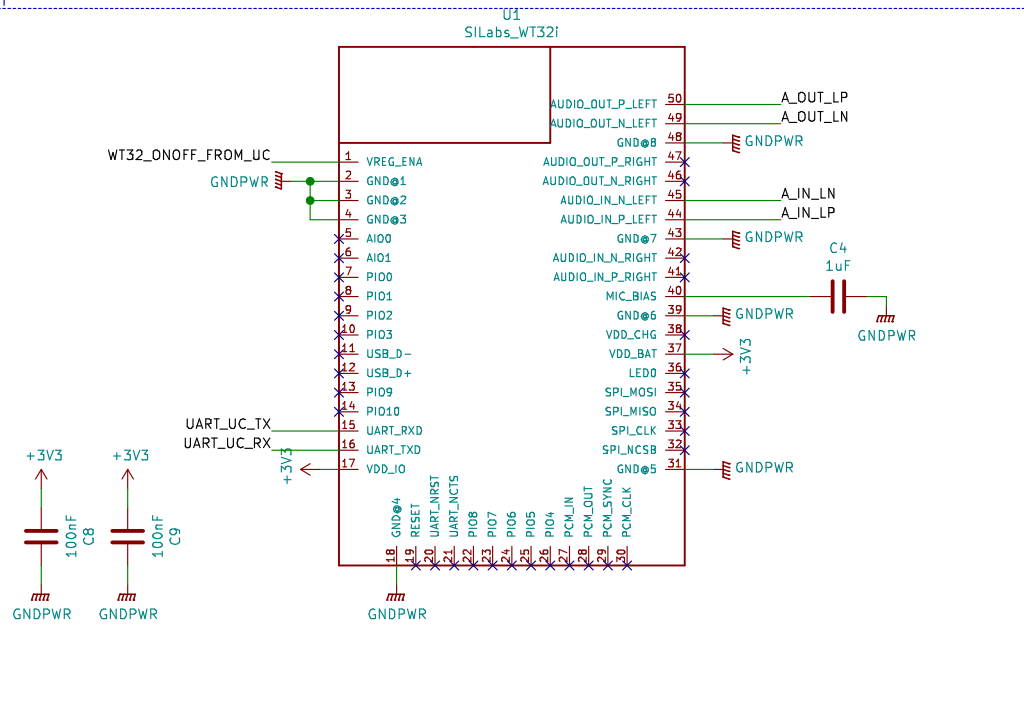 U1
SILabs_WT32i
WT32_ONOFF_FROM_UC
GNDPWR
1 VREG_ENA
2 GND@1
3 GND@2
4 GND@3
5 AIO0
6 AIO1
7 PIO0
8 PIO1
9 PIO2
10 PIO3
11 USB_D-
12 USB_D+
13 PIO9
14 PIO10
UART_UC_TX
15 UART_RXD
UART_UC_RX
16 UART_TXD
+3V3
17 VDD_IO
AUDIO_OUT_P_LEFT 50
A_OUT_LP
AUDIO_OUT_N_LEFT 49
A_OUT_LN
GND@8 48
GNDPWR
AUDIO_OUT_P_RIGHT 47
AUDIO_OUT_N_RIGHT 46
AUDIO_IN_N_LEFT 45
A_IN_LN
AUDIO_IN_P_LEFT 44
A_IN_LP
GND@7 43
GNDPWR
AUDIO_IN_N_RIGHT 42
AUDIO_IN_P_RIGHT 41
MIC_BIAS 40
C4
1uF
GNDPWR
GND@6 39
GNDPWR
VDD_CHG 38
VDD_BAT 37
+3V3
LED0 36
SPI_MOSI 35
SPI_MISO 34
SPI_CLK 33
SPI_NCSB 32
GND@5 31
GNDPWR
18 GND@4
19 RESET
20 UART_NRST
21 UART_NCTS
22 PIO8
23 PIO7
24 PIO6
25 PIO5
26 PIO4
27 PCM_IN
28 PCM_OUT
29 PCM_SYNC
30 PCM_CLK
GNDPWR
+3V3
100nF
C8
GNDPWR
+3V3
100nF
C9
GNDPWR